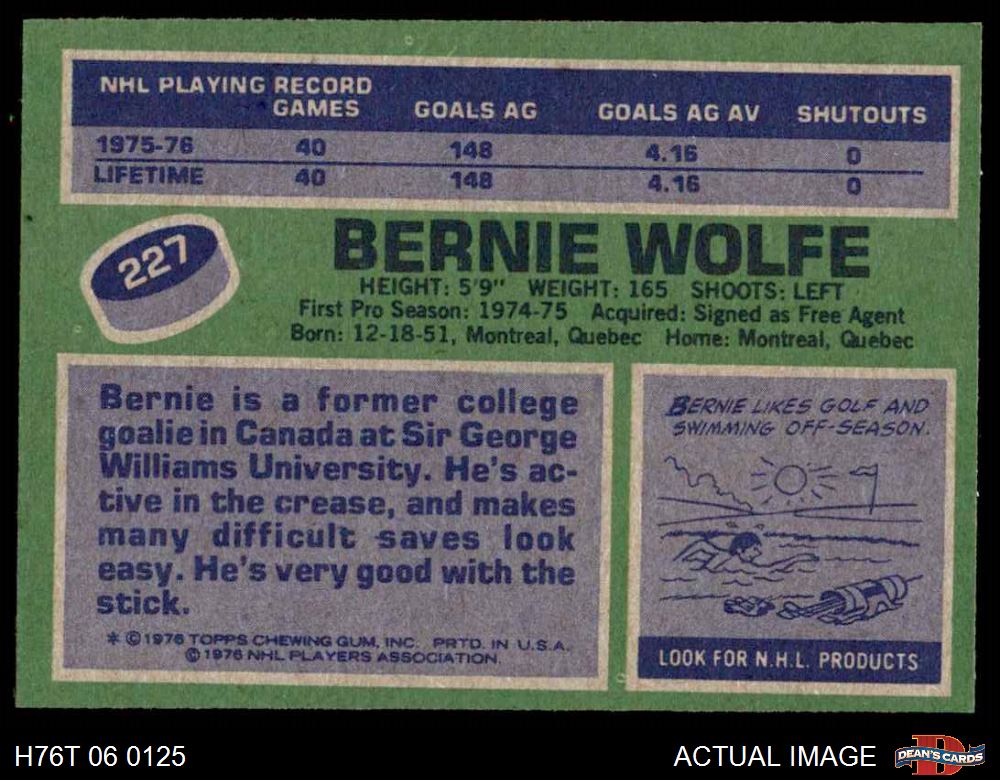 NHL PLAYING RECORD
GAMES GOALS AG GOALS AG AV SHUTOUTS
1975-76 40 148 4.16 0
LIFETIME 40 148 4.16 0
227
BERNIE WOLFE
HEIGHT: 5'9" WEIGHT: 165 SHOOTS: LEFT
First Pro Season: 1974-75 Acquired: Signed as Free Agent
Born: 12-18-51, Montreal, Quebec Home: Montreal, Quebec
Bernie is a former college
goalie in Canada at Sir George
Williams University. He's ac-
tive in the crease, and makes
many difficult saves look
easy. He's very good with the
stick.
* © 1976 TOPPS CHEWING GUM, INC. PRTD. IN U.S.A.
© 1976 NHL PLAYERS ASSOCIATION.
BERNIE LIKES GOLF AND
SWIMMING OFF-SEASON.
LOOK FOR N.H.L. PRODUCTS
H76T 06 0125
ACTUAL IMAGE
D
DEAN'S CARDS